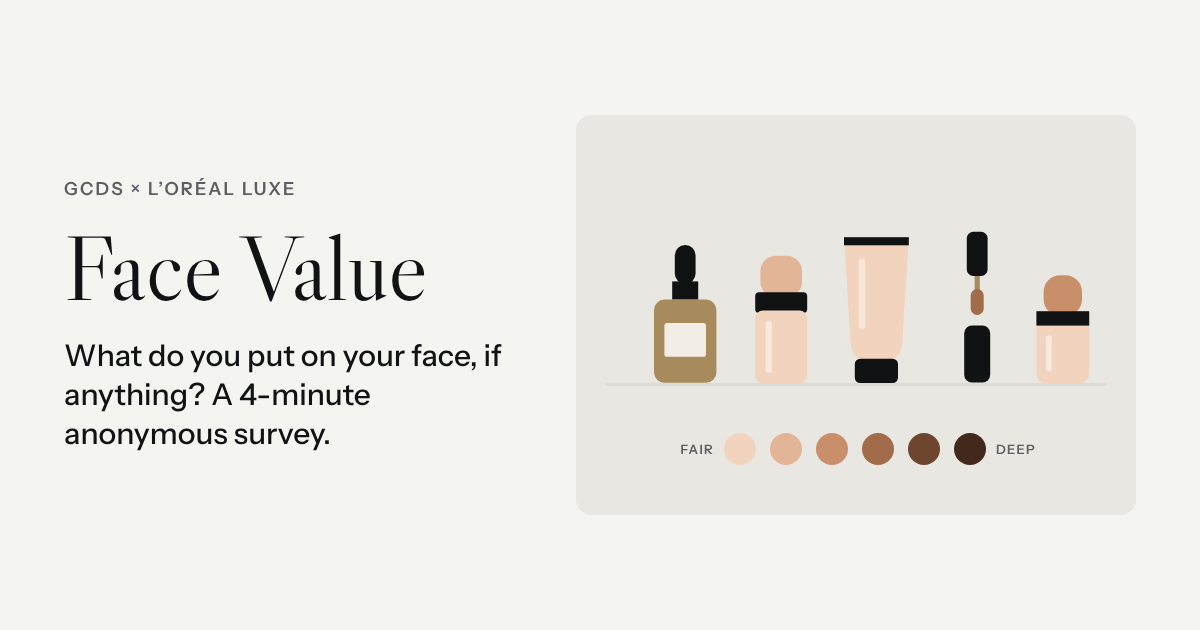 GCDS × L’ORÉAL LUXE
Face Value
What do you put on your face, if
anything? A 4-minute
anonymous survey.
FAIR
DEEP